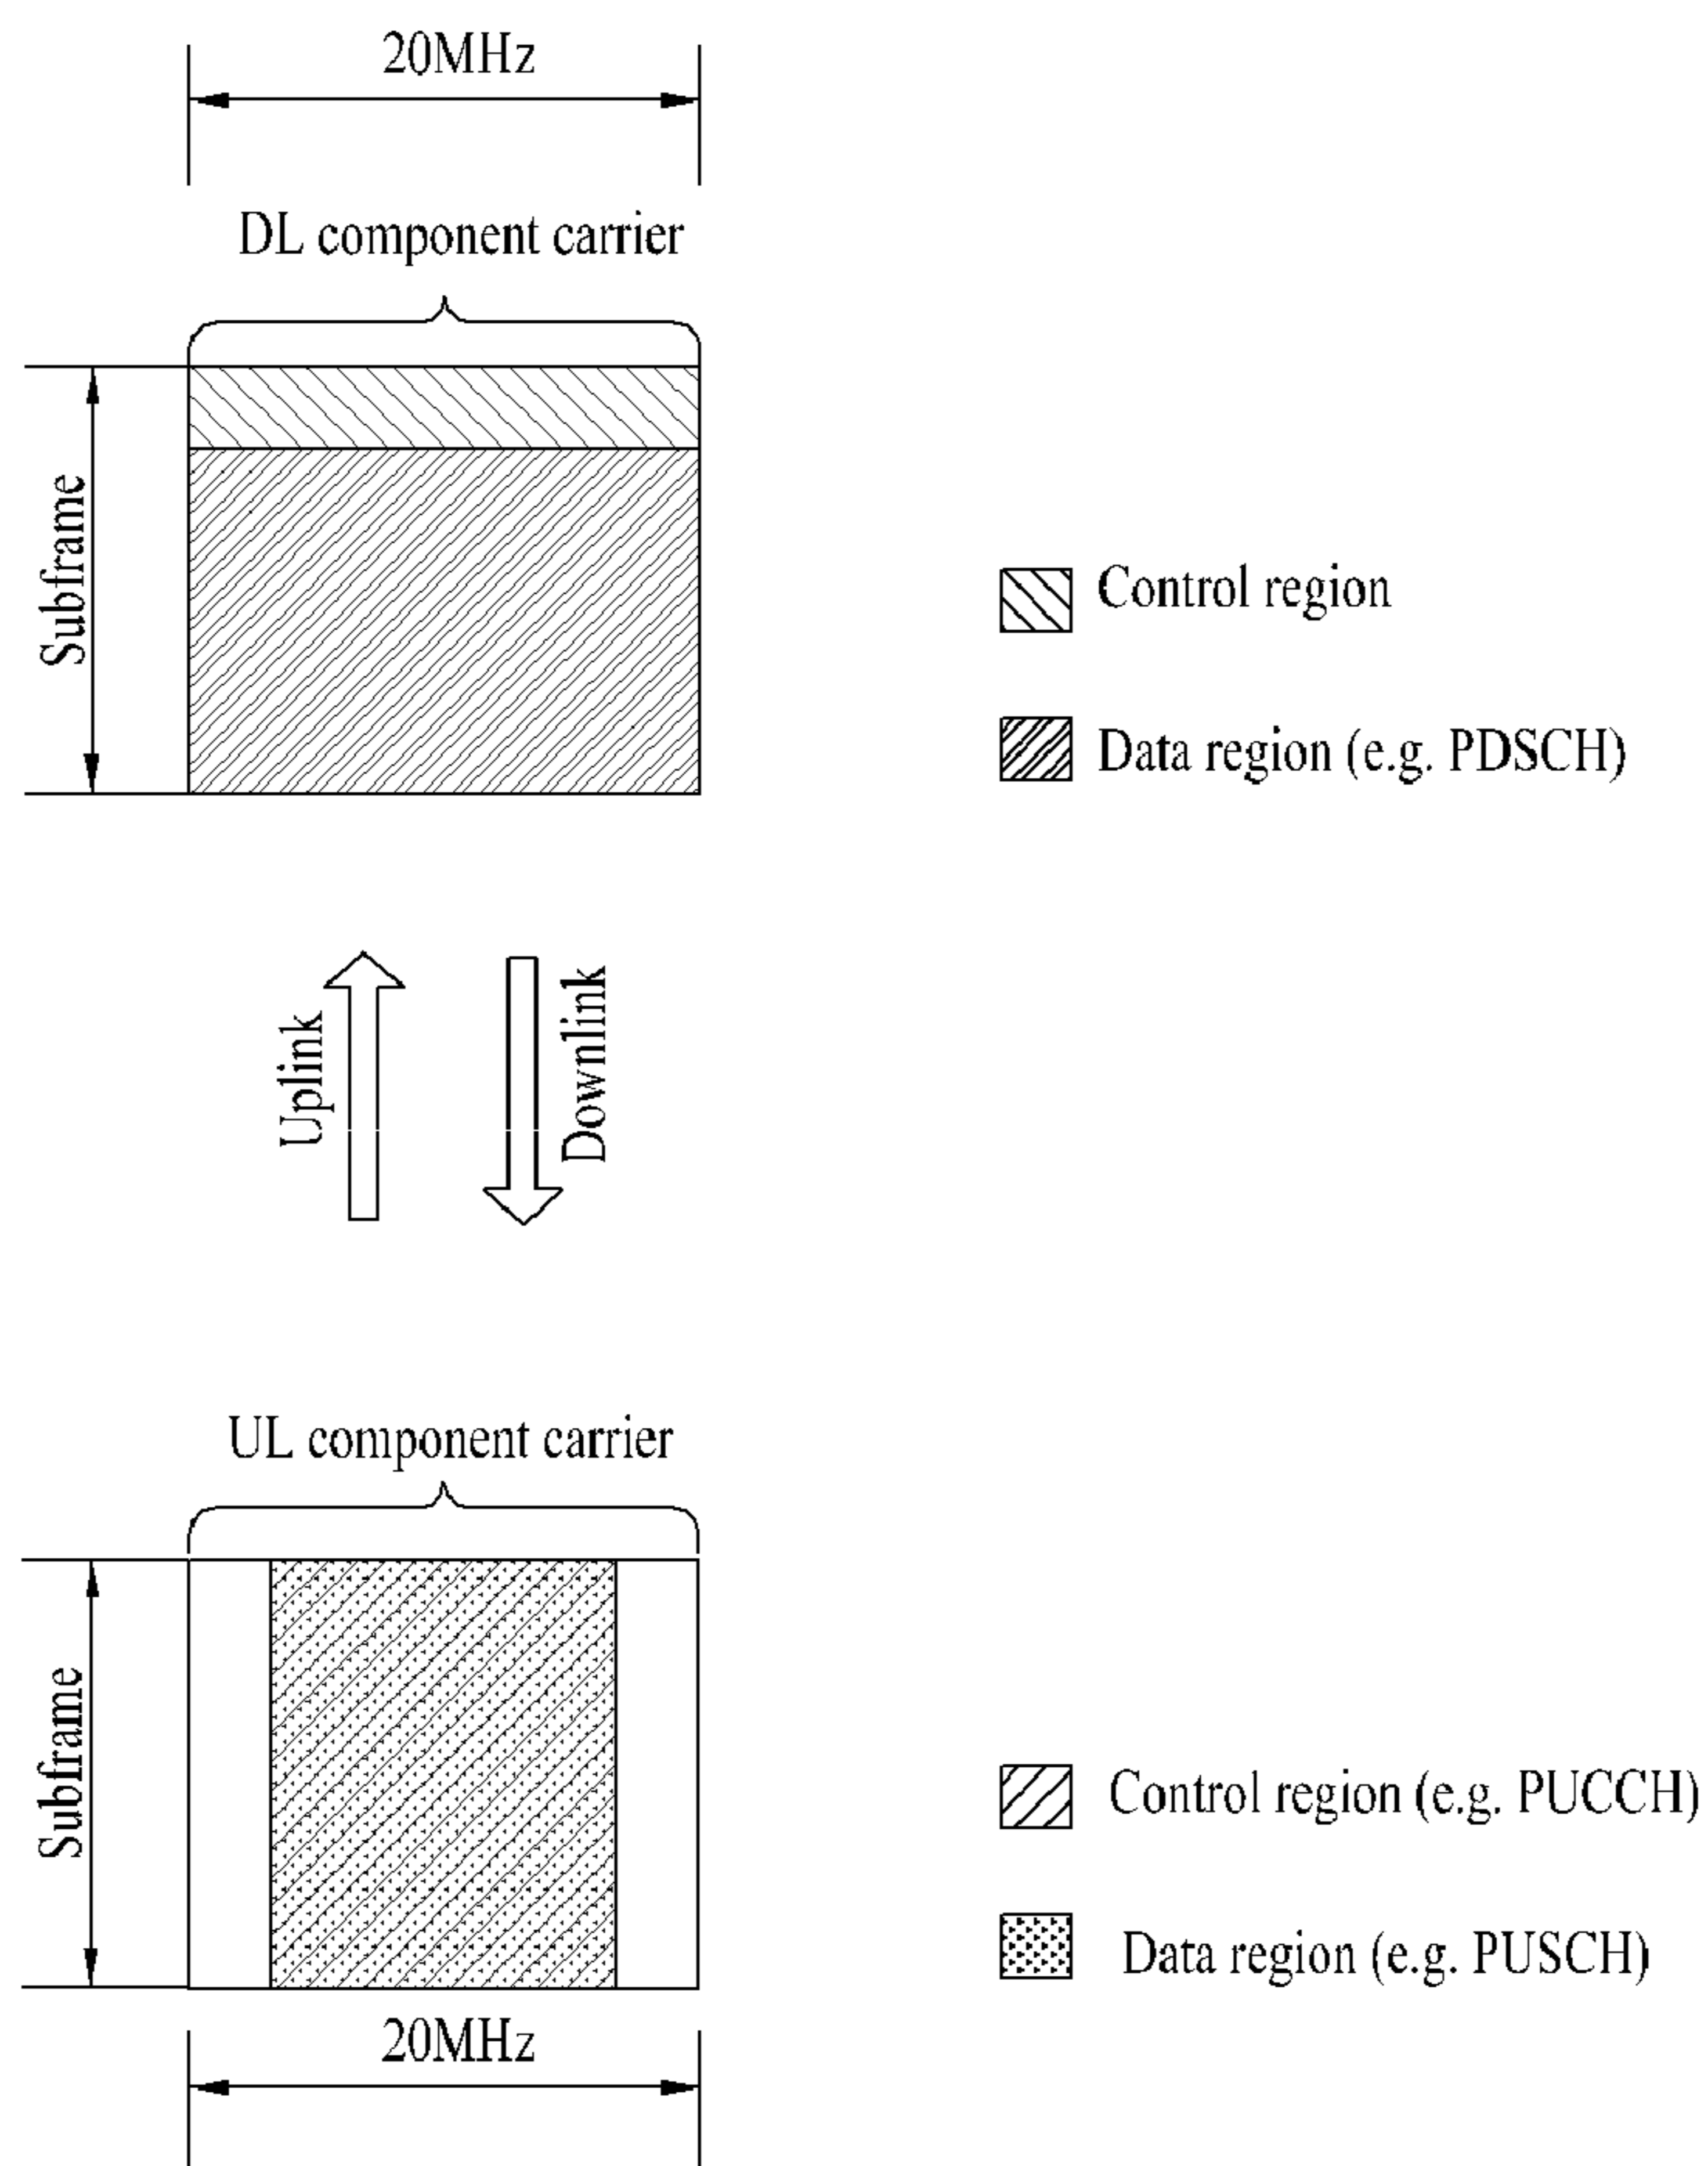 20MHz
DL component carrier
Subframe
Control region
Data region (e.g. PDSCH)
Uplink
Downlink
UL component carrier
Subframe
Control region (e.g. PUCCH)
Data region (e.g. PUSCH)
20MHz